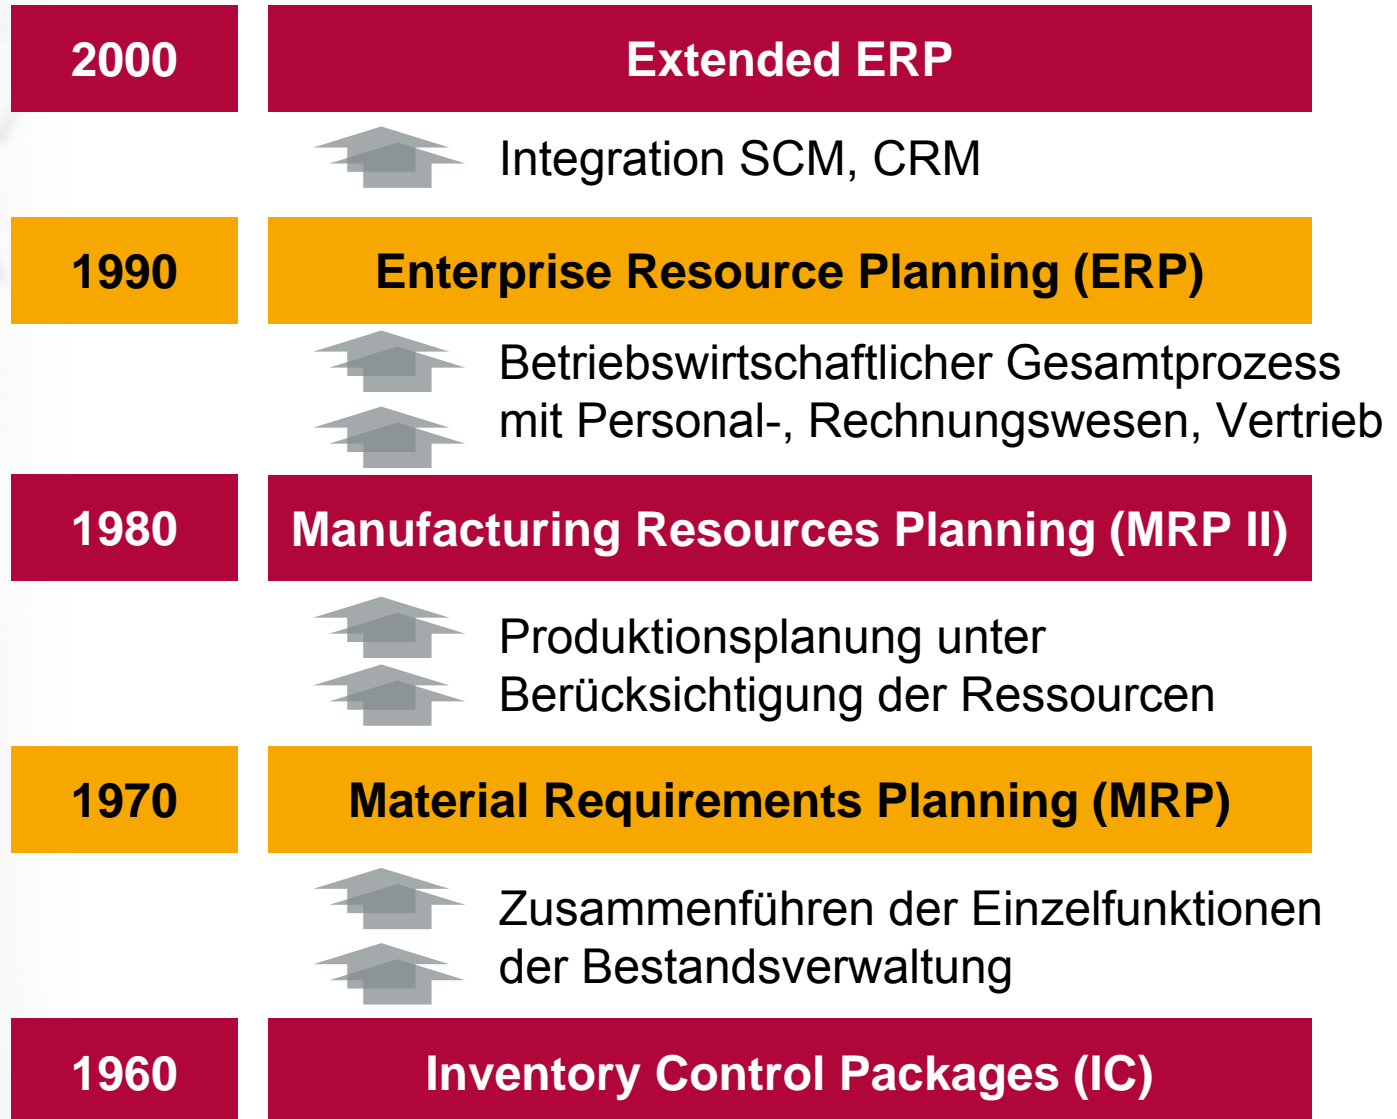 2000 Extended ERP
Integration SCM, CRM
1990 Enterprise Resource Planning (ERP)
Betriebswirtschaftlicher Gesamtprozess
mit Personal-, Rechnungswesen, Vertrieb
1980 Manufacturing Resources Planning (MRP II)
Produktionsplanung unter
Berücksichtigung der Ressourcen
1970 Material Requirements Planning (MRP)
Zusammenführen der Einzelfunktionen
der Bestandsverwaltung
1960 Inventory Control Packages (IC)